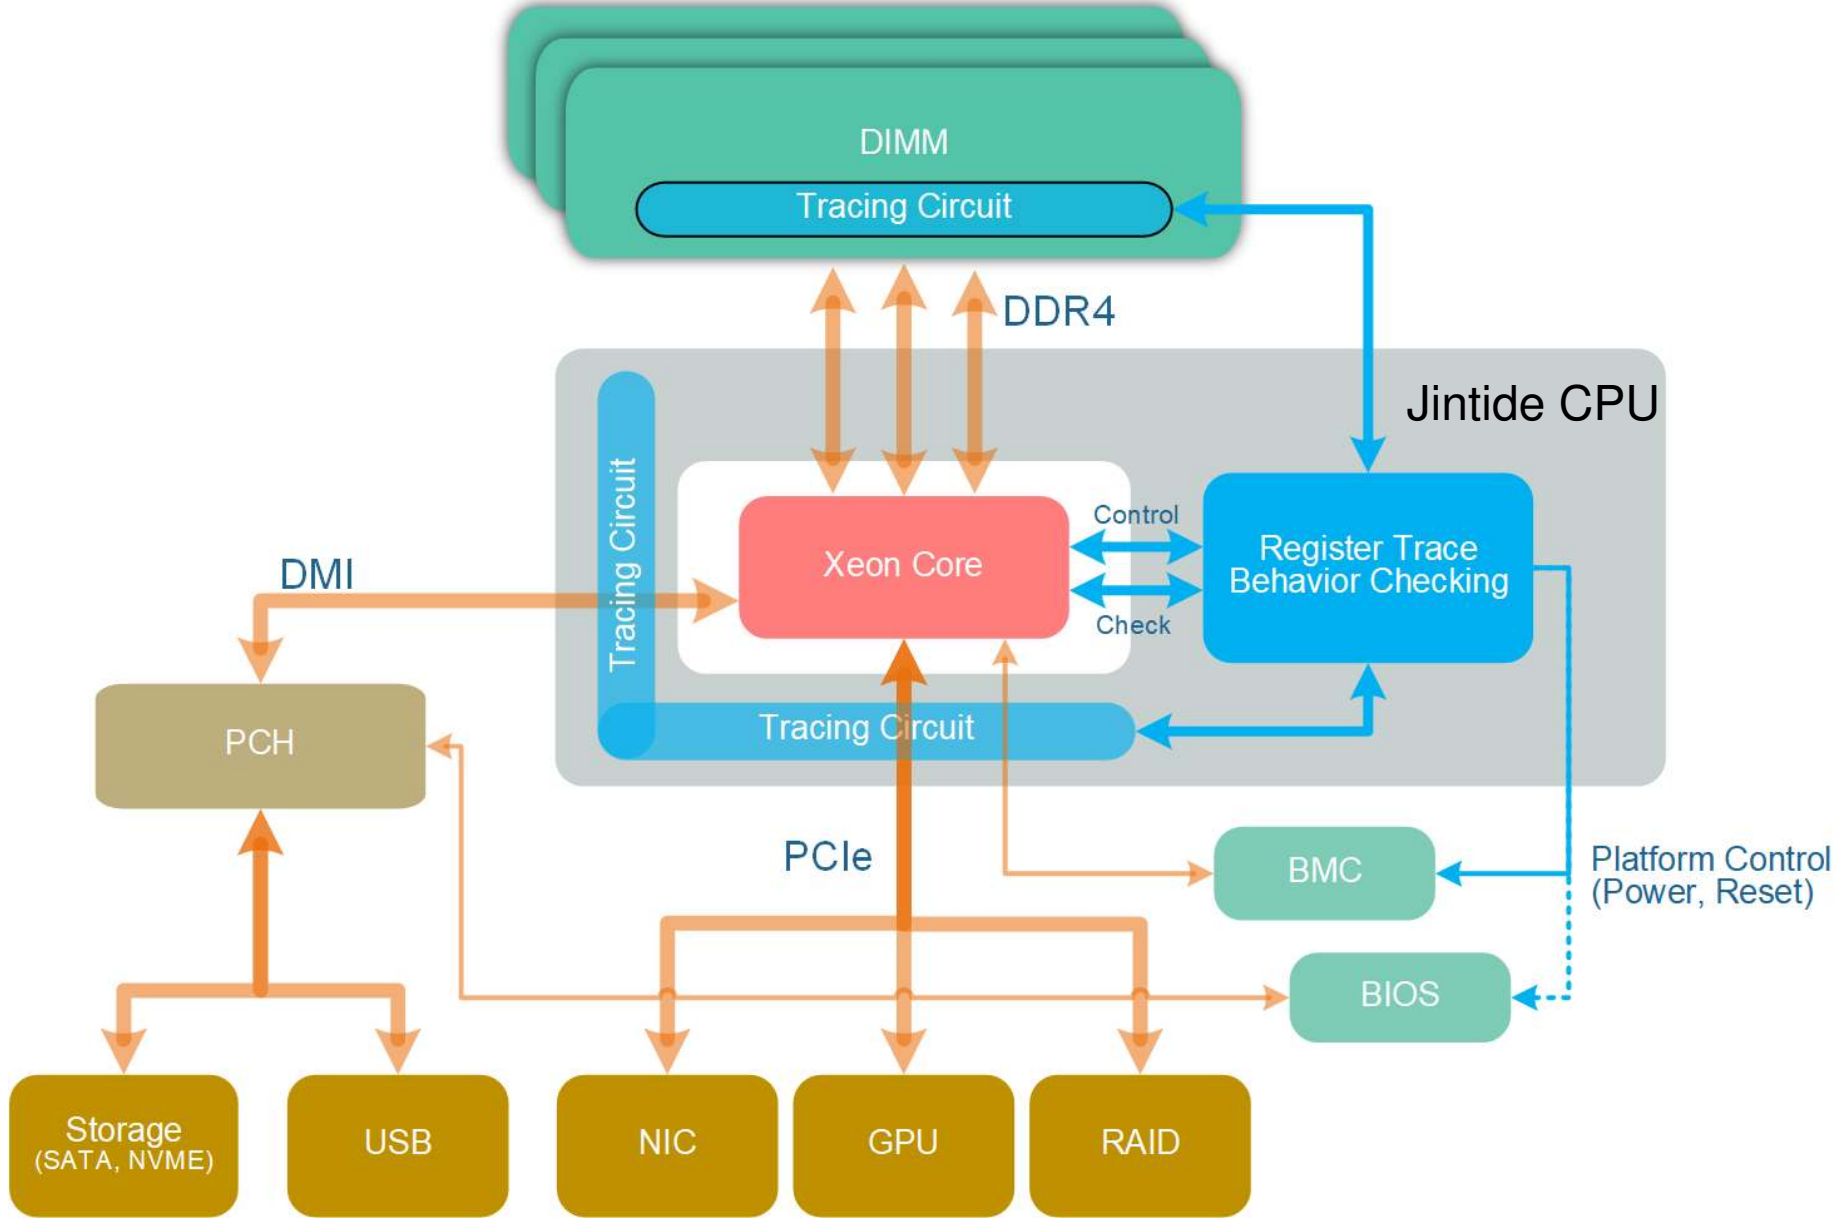 DIMM
Tracing Circuit
DDR4
Jintide CPU
Tracing Circuit
Control
Xeon Core
Register Trace
Behavior Checking
DMI
Check
Tracing Circuit
PCH
PCIe
BMC
Platform Control
(Power, Reset)
BIOS
Storage
(SATA, NVME)
USB
NIC
GPU
RAID